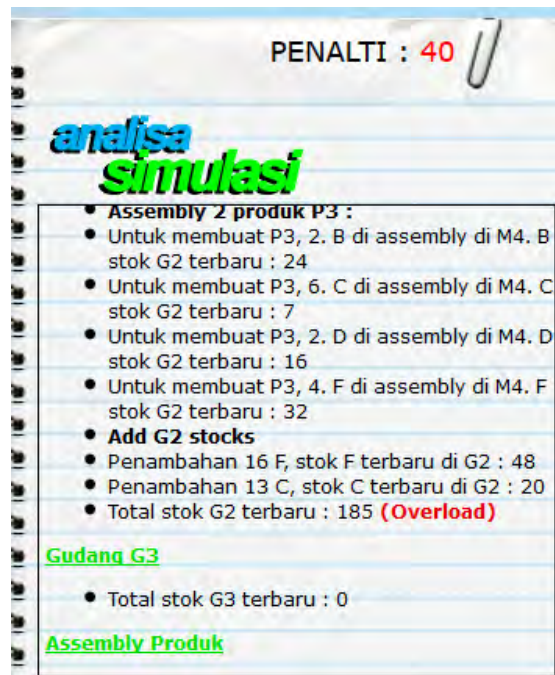 PENALTI : 40
analisa
simulasi
• Assembly 2 produk P3 :
• Untuk membuat P3, 2. B di assembly di M4. B
stok G2 terbaru : 24
• Untuk membuat P3, 6. C di assembly di M4. C
stok G2 terbaru : 7
• Untuk membuat P3, 2. D di assembly di M4. D
stok G2 terbaru : 16
• Untuk membuat P3, 4. F di assembly di M4. F
stok G2 terbaru : 32
• Add G2 stocks
• Penambahan 16 F, stok F terbaru di G2 : 48
• Penambahan 13 C, stok C terbaru di G2 : 20
• Total stok G2 terbaru : 185 (Overload)
Gudang G3
• Total stok G3 terbaru : 0
Assembly Produk